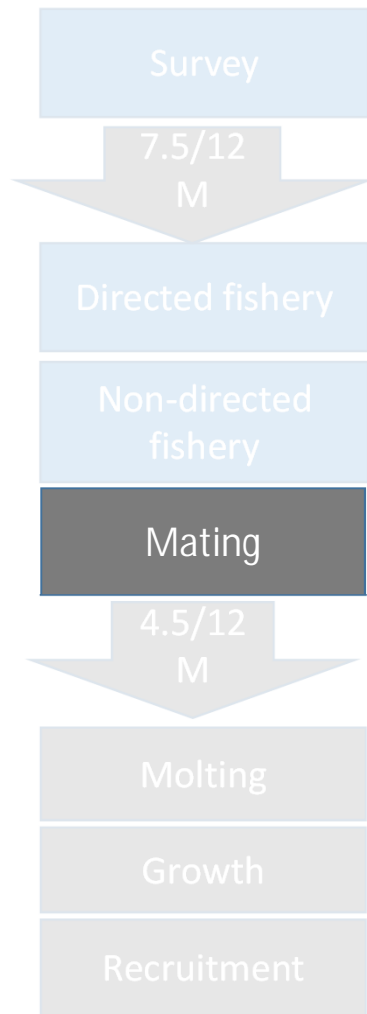 Survey
7.5/12
M
Directed fishery
Non-directed
fishery
Mating
4.5/12
M
Molting
Growth
Recruitment